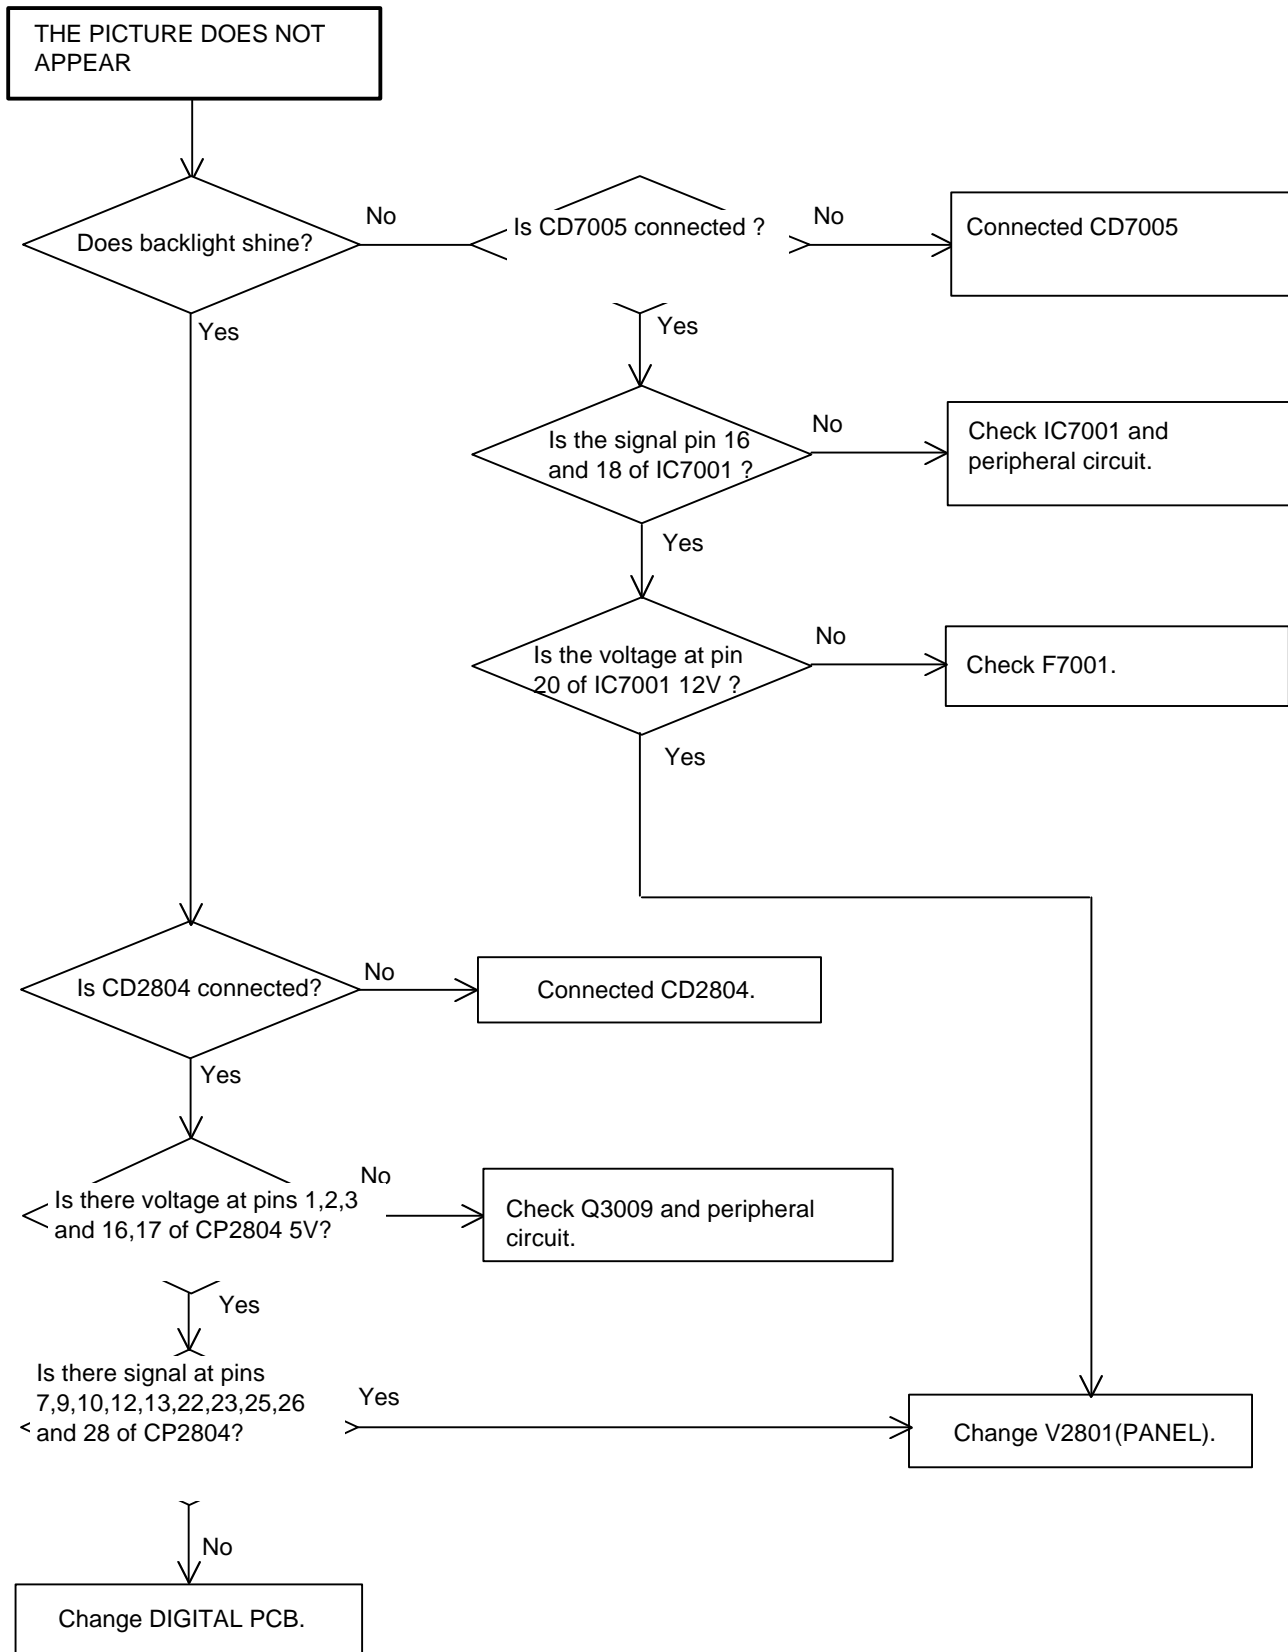 THE PICTURE DOES NOT
APPEAR
Does backlight shine?
No
Is CD7005 connected ?
No
Connected CD7005
Yes
Yes
Is the signal pin 16
and 18 of IC7001 ?
No
Check IC7001 and
peripheral circuit.
Yes
Is the voltage at pin
20 of IC7001 12V ?
No
Check F7001.
Yes
Is CD2804 connected?
No
Connected CD2804.
Yes
Is there voltage at pins 1,2,3
and 16,17 of CP2804 5V?
No
Check Q3009 and peripheral
circuit.
Yes
Is there signal at pins
7,9,10,12,13,22,23,25,26
and 28 of CP2804?
Yes
Change V2801(PANEL).
No
Change DIGITAL PCB.